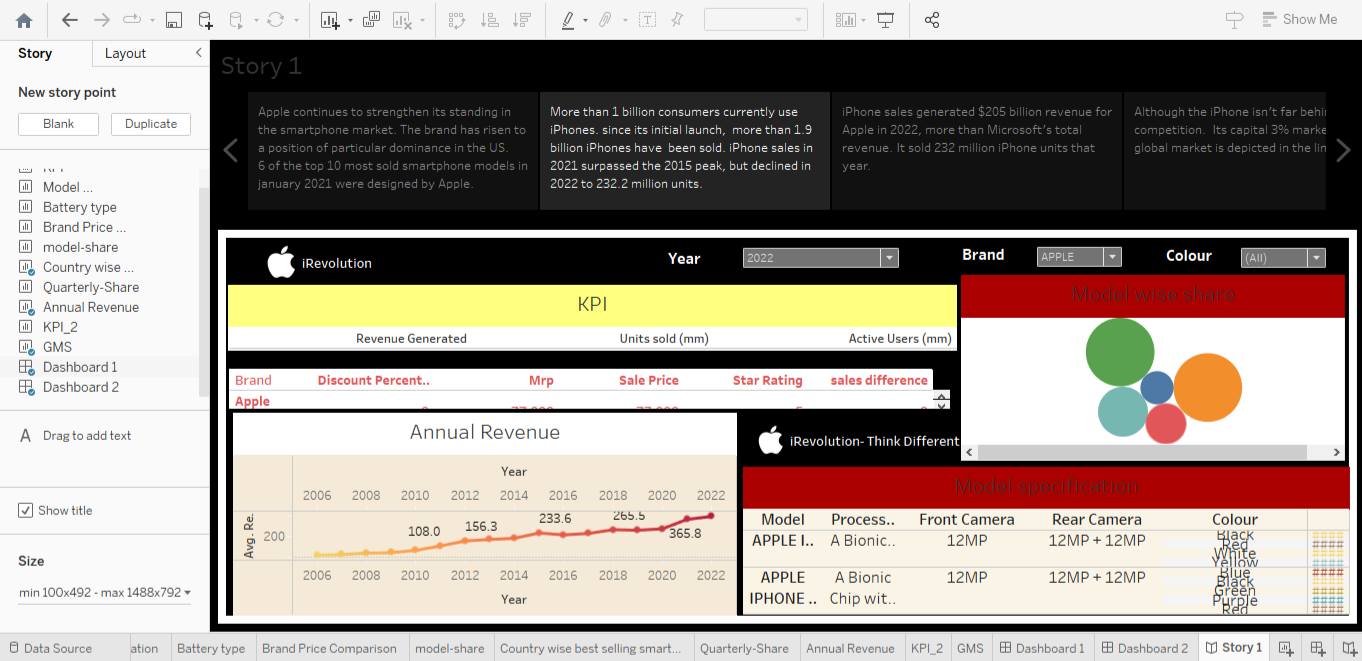 Show Me
Story
Layout
New story point
Blank
Duplicate
Model ...
Battery type
Brand Price ...
model-share
Country wise ...
Quarterly-Share
Annual Revenue
KPI_2
GMS
Dashboard 1
Dashboard 2
A Drag to add text
Show title
Size
min 100x492 - max 1488x792
Story 1
Apple continues to strengthen its standing in
the smartphone market. The brand has risen to
a position of particular dominance in the US.
6 of the top 10 most sold smartphone models in
january 2021 were designed by Apple.
More than 1 billion consumers currently use
iPhones. since its initial launch, more than 1.9
billion iPhones have been sold. iPhone sales in
2021 surpassed the 2015 peak, but declined in
2022 to 232.2 million units.
iPhone sales generated $205 billion revenue for
Apple in 2022, more than Microsoft's total
revenue. It sold 232 million iPhone units that
year.
Although the iPhone isn't far behin
competition. Its capital 3% marke
global market is depicted in the lin
iRevolution
Year
2022
Brand
APPLE
Colour
(All)
KPI
Revenue Generated
Units sold (mm)
Active Users (mm)
Brand
Discount Percent..
Mrp
Sale Price
Star Rating
sales difference
Apple
Model wise share
Annual Revenue
Year
2006 2008 2010 2012 2014 2016 2018 2020 2022
Avg. Re..
200
108.0
156.3
233.6
265.5
365.8
2006 2008 2010 2012 2014 2016 2018 2020 2022
Year
iRevolution- Think Different
Model specification
Model Process.. Front Camera Rear Camera Colour
APPLE I.. A Bionic.. 12MP 12MP + 12MP
Black
Red
White
Yellow
APPLE
IPHONE ..
A Bionic
Chip wit..
12MP 12MP + 12MP
Blue
Black
Green
Purple
Red
Data Source
ation
Battery type
Brand Price Comparison
model-share
Country wise best selling smart...
Quarterly-Share
Annual Revenue
KPI_2
GMS
Dashboard 1
Dashboard 2
Story 1